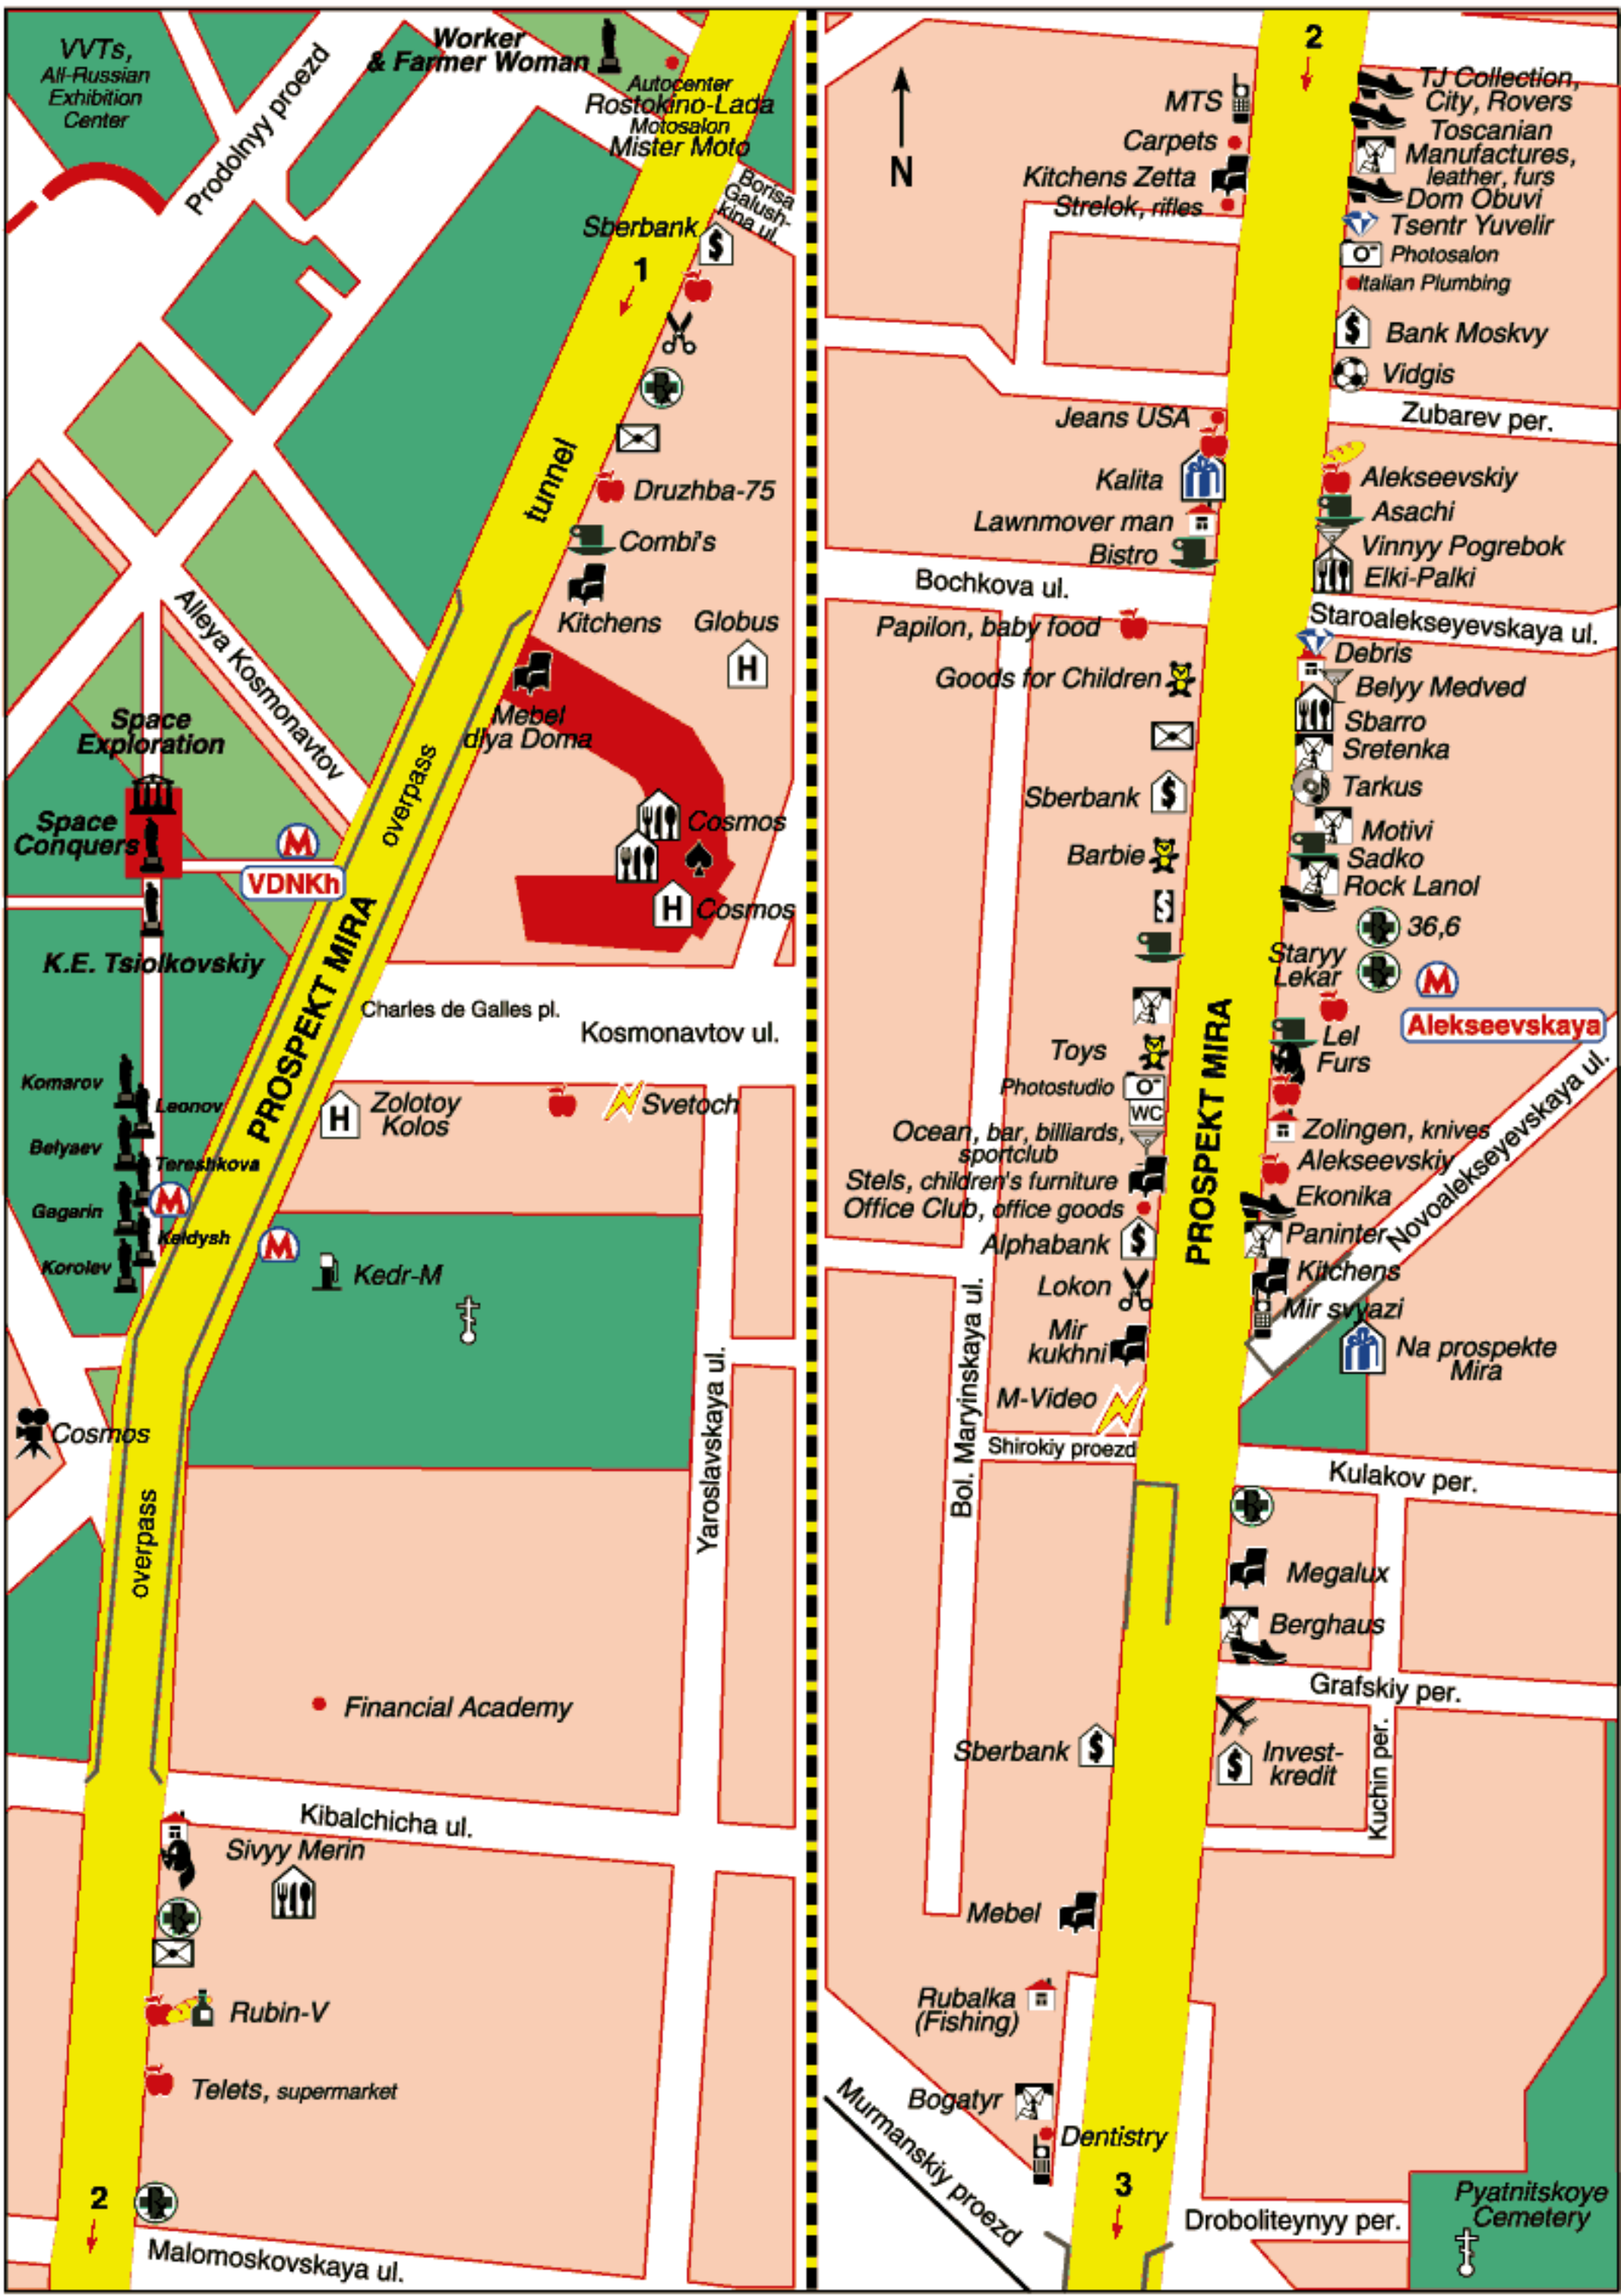 VVTs,
All-Russian
Exhibition
Center
Prodolnyy proezd
Worker
& Farmer Woman
Autocenter
Rostokino-Lada
Motosalon
Mister Moto
Borisa
Galush-
kina ul.
Sberbank
$
1
tunnel
Druzhba-75
Combi's
Kitchens
Globus
H
Alleya Kosmonavtov
Mebel
dlya Doma
overpass
Space
Exploration
Space
Conquers
M
VDNKh
Cosmos
H
Cosmos
K.E. Tsiolkovskiy
PROSPEKT MIRA
Charles de Galles pl.
Kosmonavtov ul.
Komarov
Leonov
Belyaev
Tereshkova
Gagarin
Keldysh
Korolev
M
M
H
Zolotoy
Kolos
Svetoch
Kedr-M
Cosmos
overpass
Yaroslavskaya ul.
Financial Academy
Kibalchicha ul.
Sivyy Merin
Rubin-V
Telets, supermarket
2
Malomoskovskaya ul.
N
2
MTS
Carpets
Kitchens Zetta
Strelok, rifles
TJ Collection,
City, Rovers
Toscanian
Manufactures,
leather, furs
Dom Obuvi
Tsentr Yuvelir
Photosalon
Italian Plumbing
$
Bank Moskvy
Vidgis
Zubarev per.
Jeans USA
Kalita
Lawnmover man
Bistro
Bochkova ul.
Alekseevskiy
Asachi
Vinnyy Pogrebok
Elki-Palki
Staroalekseyevskaya ul.
Papilon, baby food
Goods for Children
Sberbank
$
Barbie
$
Toys
Photostudio
WC
Ocean, bar, billiards,
sportclub
Stels, children's furniture
Office Club, office goods
Alphabank
$
Lokon
Mir
kukhni
M-Video
Shirokiy proezd
Bol. Maryinskaya ul.
PROSPEKT MIRA
Debris
Belyy Medved
Sbarro
Sretenka
Tarkus
Motivi
Sadko
Rock Lanol
36,6
Staryy
Lekar
M
Alekseevskaya
Lel
Furs
Zolingen, knives
Alekseevskiy
Ekonika
Paninter
Kitchens
Mir svyazi
Novoalekseyevskaya ul.
Na prospekte
Mira
Kulakov per.
Megalux
Berghaus
Grafskiy per.
Sberbank
$
$
Invest-
kredit
Kuchin per.
Mebel
Rubalka
(Fishing)
Bogatyr
Dentistry
Murmanskiy proezd
3
Droboliteynyy per.
Pyatnitskoye
Cemetery